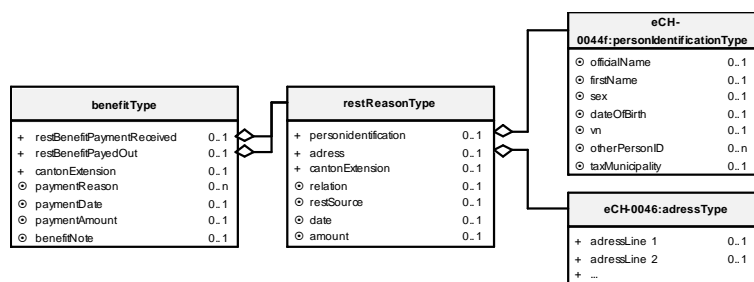 benefitType
+ restBenefitPaymentReceived 0..1
+ restBenefitPayedOut 0..1
+ cantonExtension 0..1
⊙ paymentReason 0..n
⊙ paymentDate 0..1
⊙ paymentAmount 0..1
⊙ benefitNote 0..1
restReasonType
+ personidentification 0..1
+ adress 0..1
+ cantonExtension 0..1
⊙ relation 0..1
⊙ restSource 0..1
⊙ date 0..1
⊙ amount 0..1
eCH-
0044f:personIdentificationType
⊙ officialName 0..1
⊙ firstName 0..1
⊙ sex 0..1
⊙ dateOfBirth 0..1
⊙ vn 0..1
⊙ otherPersonID 0..n
⊙ taxMunicipality 0..1
eCH-0046:adressType
+ adressLine 1 0..1
+ adressLine 2 0..1
+ ...